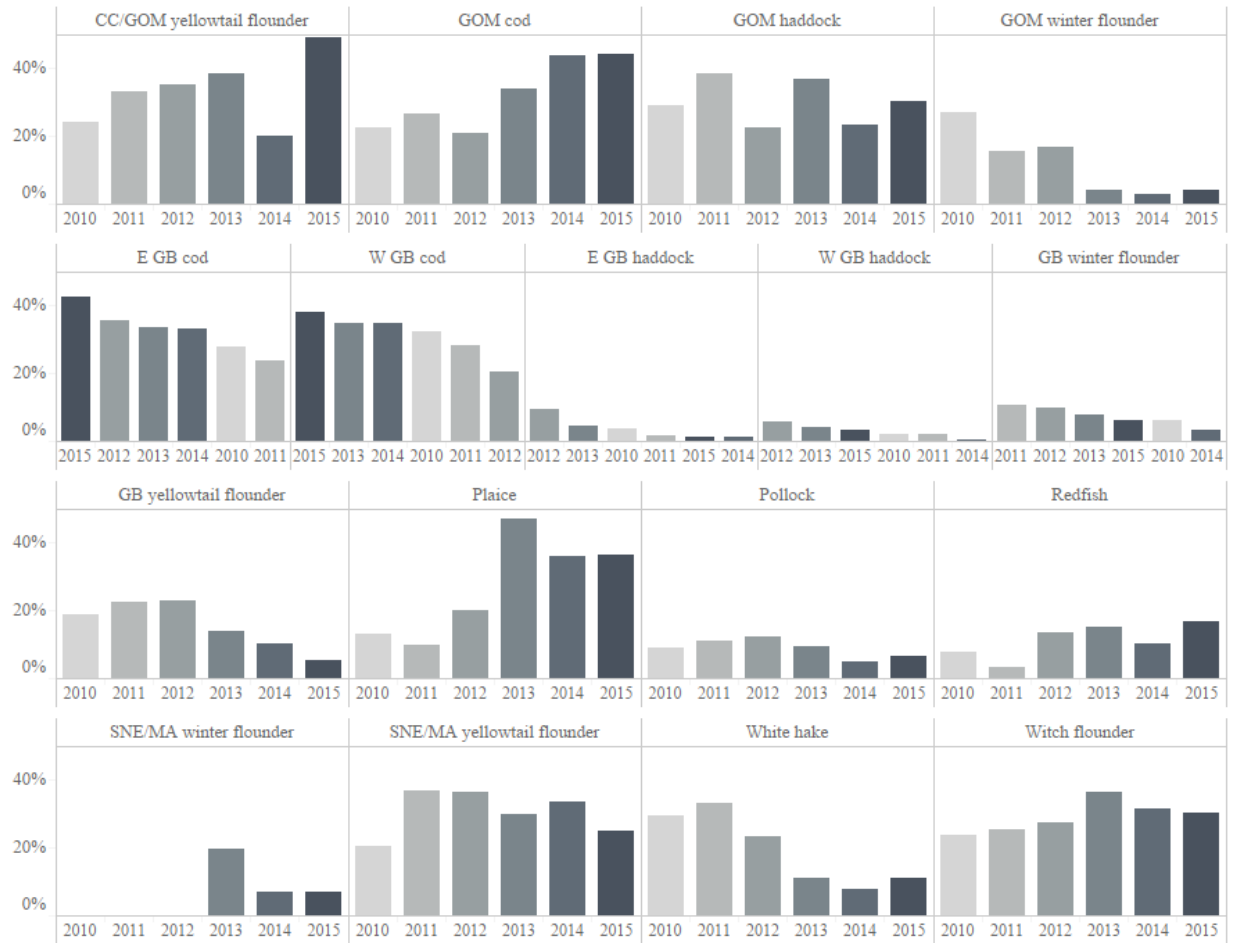 CC/GOM yellowtail flounder GOM cod GOM haddock GOM winter flounder
40%
20%
0%
2010 2011 2012 2013 2014 2015 2010 2011 2012 2013 2014 2015 2010 2011 2012 2013 2014 2015 2010 2011 2012 2013 2014 2015
E GB cod W GB cod E GB haddock W GB haddock GB winter flounder
40%
20%
0%
2015 2012 2013 2014 2010 2011 2015 2013 2014 2010 2011 2012 2012 2013 2010 2011 2015 2014 2012 2013 2015 2010 2011 2014 2011 2012 2013 2015 2010 2014
GB yellowtail flounder Plaice Pollock Redfish
40%
20%
0%
2010 2011 2012 2013 2014 2015 2010 2011 2012 2013 2014 2015 2010 2011 2012 2013 2014 2015 2010 2011 2012 2013 2014 2015
SNE/MA winter flounder SNE/MA yellowtail flounder White hake Witch flounder
40%
20%
0%
2010 2011 2012 2013 2014 2015 2010 2011 2012 2013 2014 2015 2010 2011 2012 2013 2014 2015 2010 2011 2012 2013 2014 2015